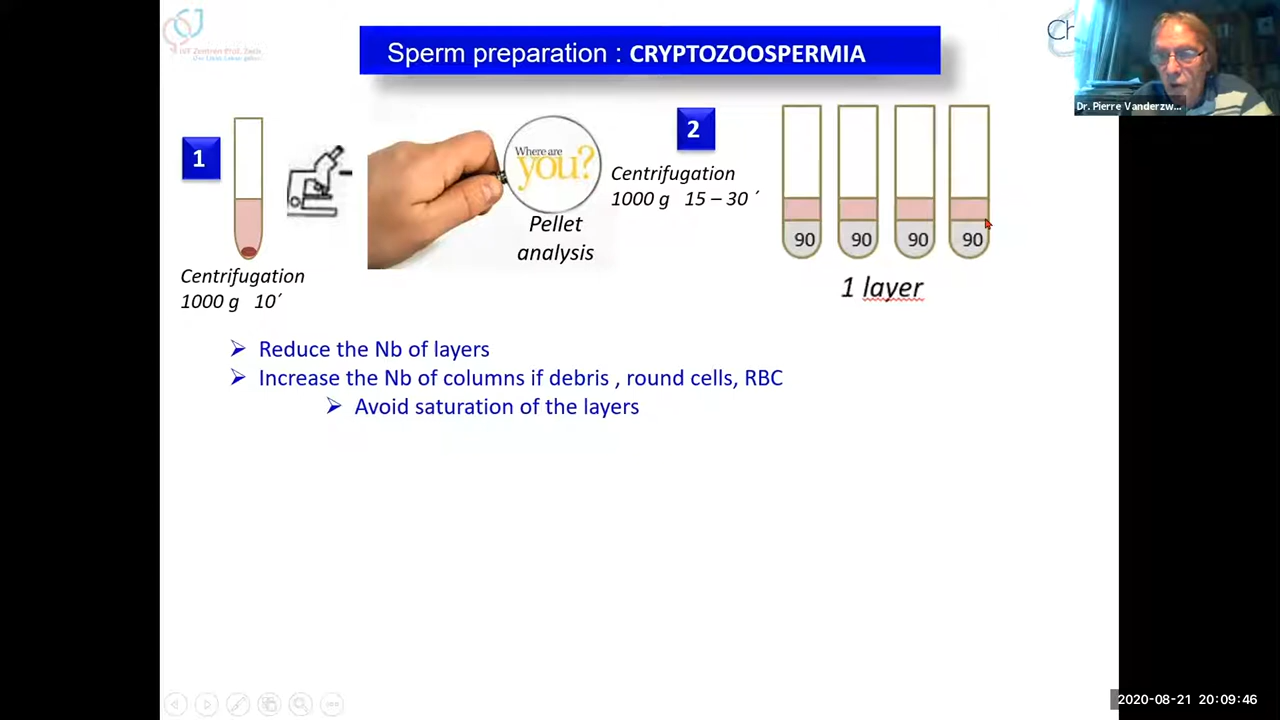 Sperm preparation : CRYPTOZOOSPERMIA
1
Where are
you?
Pellet
analysis
Centrifugation
1000 g 10´
2
Centrifugation
1000 g 15 – 30 ´
90 90 90 90
1 layer
Reduce the Nb of layers
Increase the Nb of columns if debris , round cells, RBC
Avoid saturation of the layers
Ch
Dr. Pierre Vanderzw...
2020-08-21 20:09:46